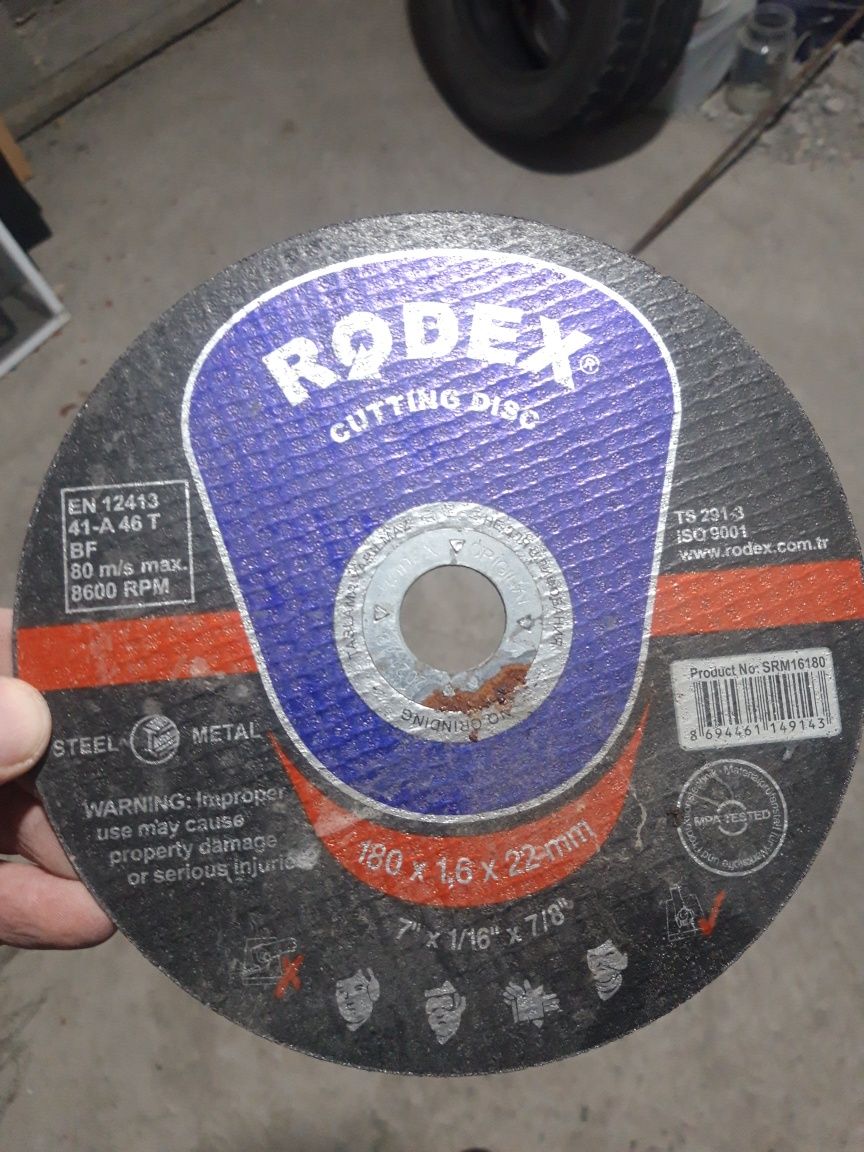 RODEX®
CUTTING DISC
EN 12413
41-A 46 T
BF
80 m/s max.
8600 RPM
TS 291-3
ISO 9001
www.rodex.com.tr
NO GRINDING
Product No: SRM16180
8 694461 149143
STEEL METAL
WARNING: Improper
use may cause
property damage
or serious injuries
MPA TESTED
180 x 1,6 x 22-mm
7" x 1/16" x 7/8"